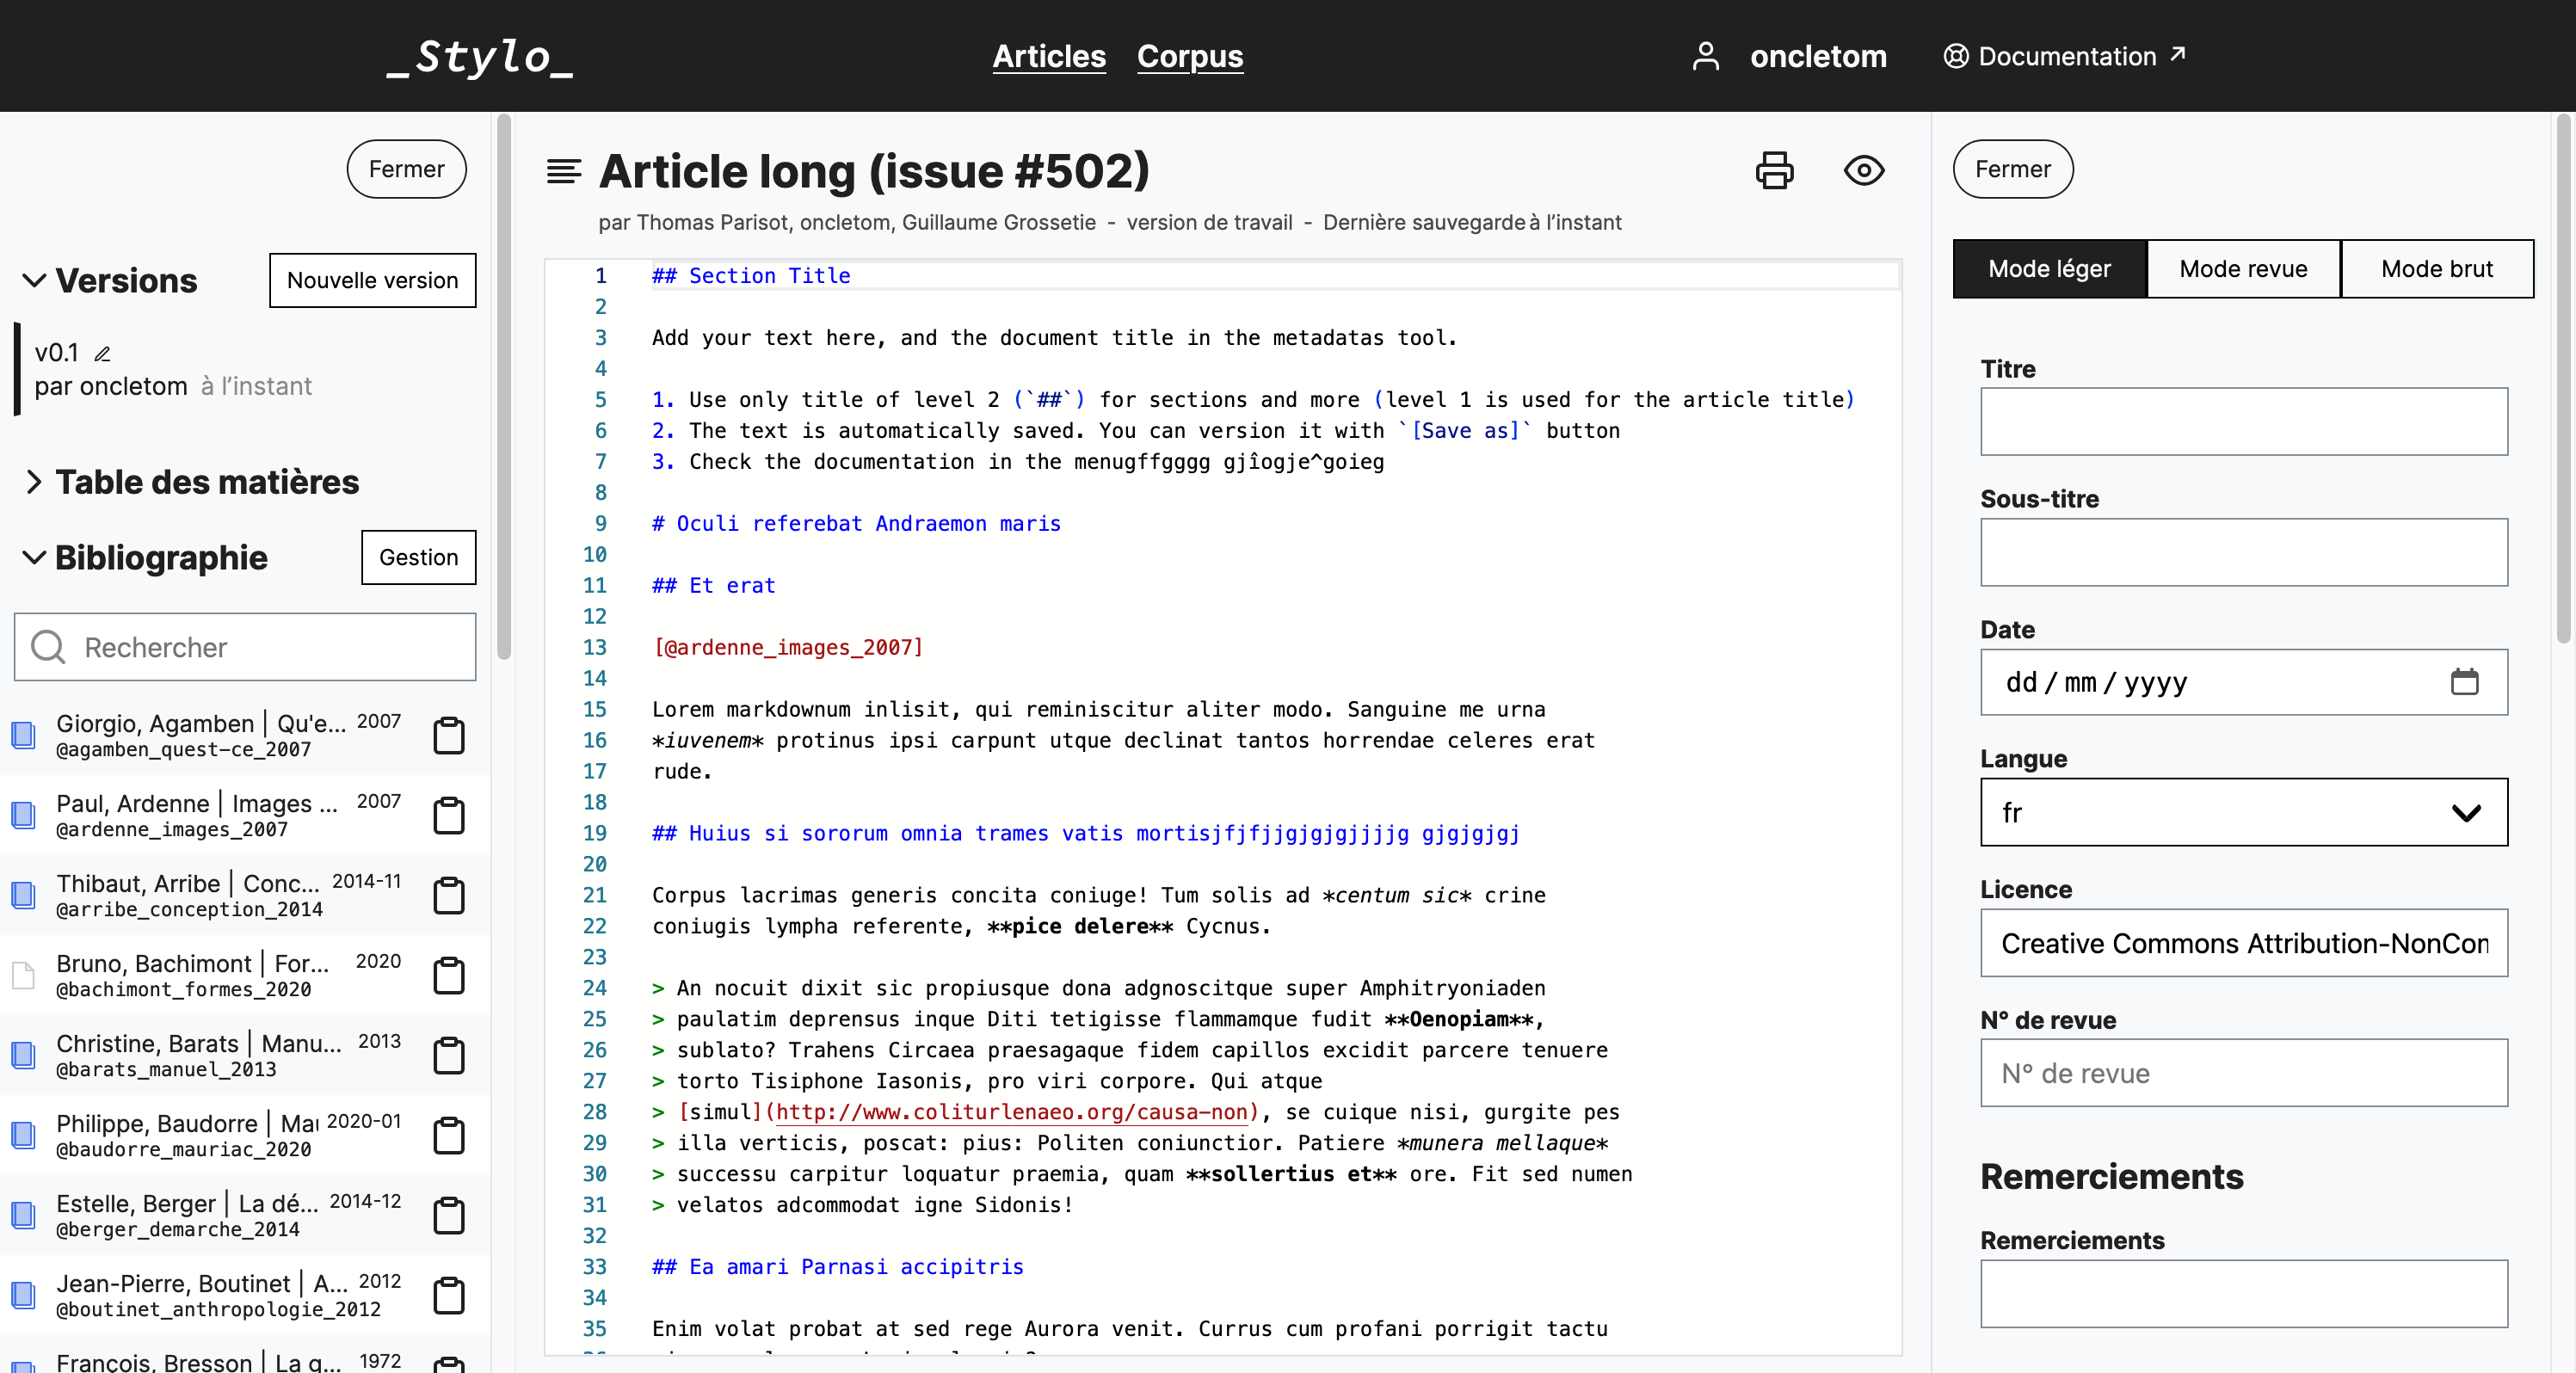 _Stylo_
Articles Corpus
oncletom
Documentation
Fermer
Versions
Nouvelle version
v0.1
par oncletom à l’instant
Table des matières
Bibliographie
Gestion
Rechercher
Giorgio, Agamben | Qu'e... 2007
@agamben_quest-ce_2007
Paul, Ardenne | Images ... 2007
@ardenne_images_2007
Thibaut, Arribe | Conc... 2014-11
@arribe_conception_2014
Bruno, Bachimont | For... 2020
@bachimont_formes_2020
Christine, Barats | Manu... 2013
@barats_manuel_2013
Philippe, Baudorre | Mau 2020-01
@baudorre_mauriac_2020
Estelle, Berger | La dé... 2014-12
@berger_demarche_2014
Jean-Pierre, Boutinet | A... 2012
@boutinet_anthropologie_2012
François, Bresson | La g... 1972
Article long (issue #502)
par Thomas Parisot, oncletom, Guillaume Grossetie - version de travail - Dernière sauvegarde à l’instant
1 ## Section Title
2
3 Add your text here, and the document title in the metadatas tool.
4
5 1. Use only title of level 2 (`##`) for sections and more (level 1 is used for the article title)
6 2. The text is automatically saved. You can version it with `[Save as]` button
7 3. Check the documentation in the menugffgggg gjîogje^goieg
8
9 # Oculi referebat Andraemon maris
10
11 ## Et erat
12
13 [@ardenne_images_2007]
14
15 Lorem markdownum inlisit, qui reminiscitur aliter modo. Sanguine me urna
16 *iuvenem* protinus ipsi carpunt utque declinat tantos horrendae celeres erat
17 rude.
18
19 ## Huius si sororum omnia trames vatis mortisjfjfjjgjgjgjjjjg gjgjgjgj
20
21 Corpus lacrimas generis concita coniuge! Tum solis ad *centum sic* crine
22 coniugis lympha referente, **pice delere** Cycnus.
23
24 > An nocuit dixit sic propiusque dona adgnoscitque super Amphitryoniaden
25 > paulatim deprensus inque Diti tetigisse flammamque fudit **Oenopiam**,
26 > sublato? Trahens Circaea praesagaque fidem capillos excidit parcere tenuere
27 > torto Tisiphone Iasonis, pro viri corpore. Qui atque
28 > [simul](http://www.coliturlenaeo.org/causa-non), se cuique nisi, gurgite pes
29 > illa verticis, poscat: pius: Politen coniunctior. Patiere *munera mellaque*
30 > successu carpitur loquatur praemia, quam **sollertius et** ore. Fit sed numen
31 > velatos adcommodat igne Sidonis!
32
33 ## Ea amari Parnasi accipitris
34
35 Enim volat probat at sed rege Aurora venit. Currus cum profani porrigit tactu
Fermer
Mode léger Mode revue Mode brut
Titre
Sous-titre
Date
dd / mm / yyyy
Langue
fr
Licence
Creative Commons Attribution-NonCon
N° de revue
N° de revue
Remerciements
Remerciements